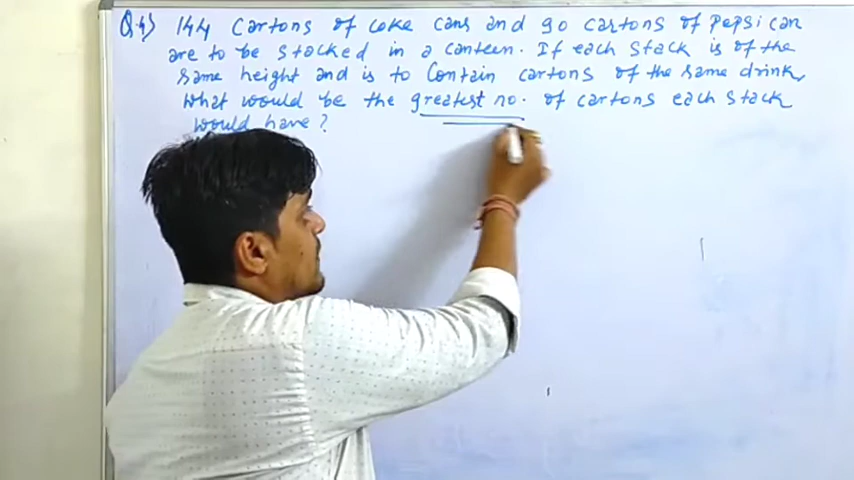 Q.4) 144 cartons of coke cans and 90 cartons of Pepsi can
are to be stacked in a canteen. If each stack is of the
same height and is to contain cartons of the same drink,
what would be the greatest no. of cartons each stack
would have?